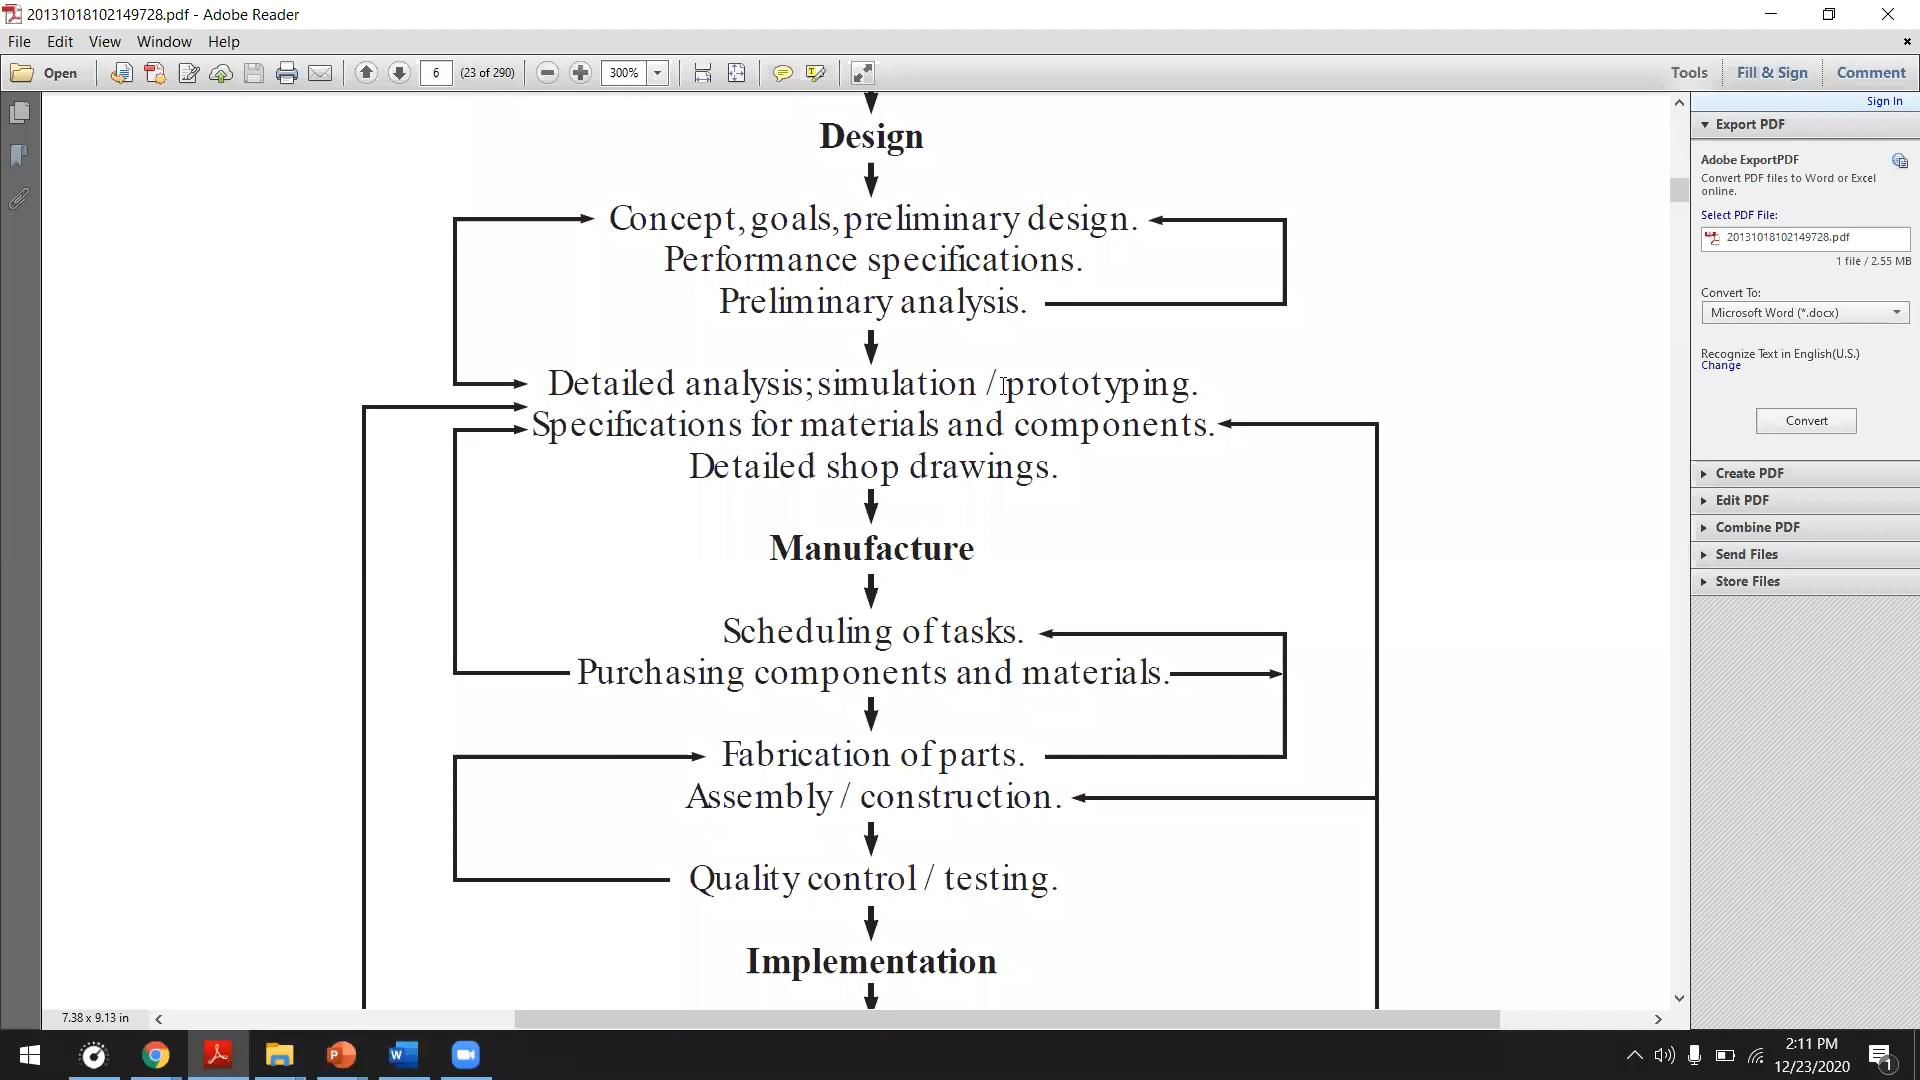 20131018102149728.pdf - Adobe Reader
File Edit View Window Help
Open 6 (23 of 290) 300% Tools Fill & Sign Comment
Sign In
Design
Concept, goals, preliminary design.
Performance specifications.
Preliminary analysis.
Detailed analysis; simulation / prototyping.
Specifications for materials and components.
Detailed shop drawings.
Manufacture
Scheduling of tasks.
Purchasing components and materials.
Fabrication of parts.
Assembly / construction.
Quality control / testing.
Implementation
Export PDF
Adobe ExportPDF
Convert PDF files to Word or Excel
online.
Select PDF File:
20131018102149728.pdf
1 file / 2.55 MB
Convert To:
Microsoft Word (*.docx)
Recognize Text in English(U.S.)
Change
Convert
Create PDF
Edit PDF
Combine PDF
Send Files
Store Files
7.38 x 9.13 in
2:11 PM
12/23/2020
1